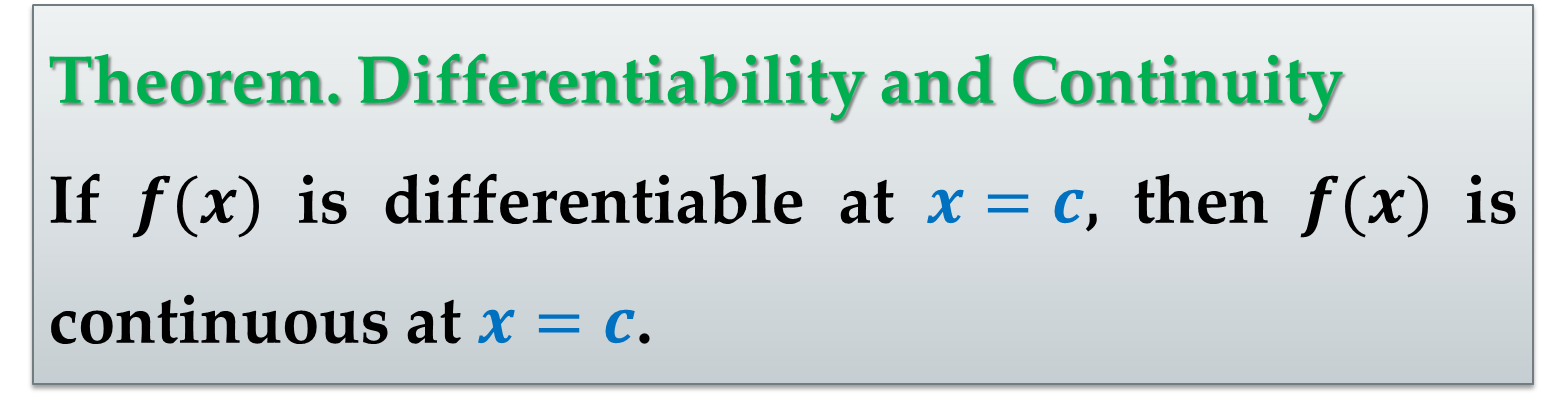 Theorem. Differentiability and Continuity
If f(x) is differentiable at x = c, then f(x) is
continuous at x = c.